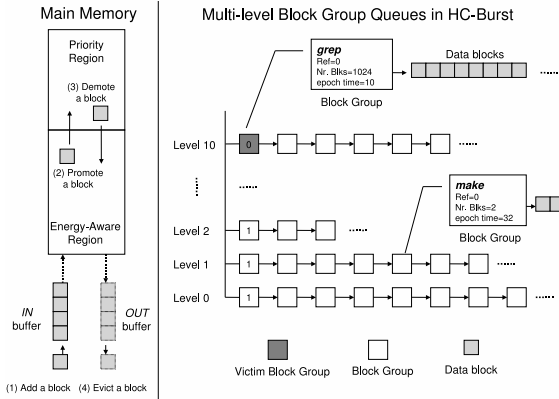 Main Memory
Priority
Region
(3) Demote
a block
(2) Promote
a block
Energy-Aware
Region
IN
buffer
OUT
buffer
(1) Add a block
(4) Evict a block
Multi-level Block Group Queues in HC-Burst
grep
Ref=0
Nr. Blks=1024
epoch time=10
Block Group
Data blocks
......
Level 10
0
......
......
make
Ref=0
Nr. Blks=2
epoch time=32
Block Group
Level 2
1
......
Level 1
1
......
Level 0
1
......
Victim Block Group
Block Group
Data block